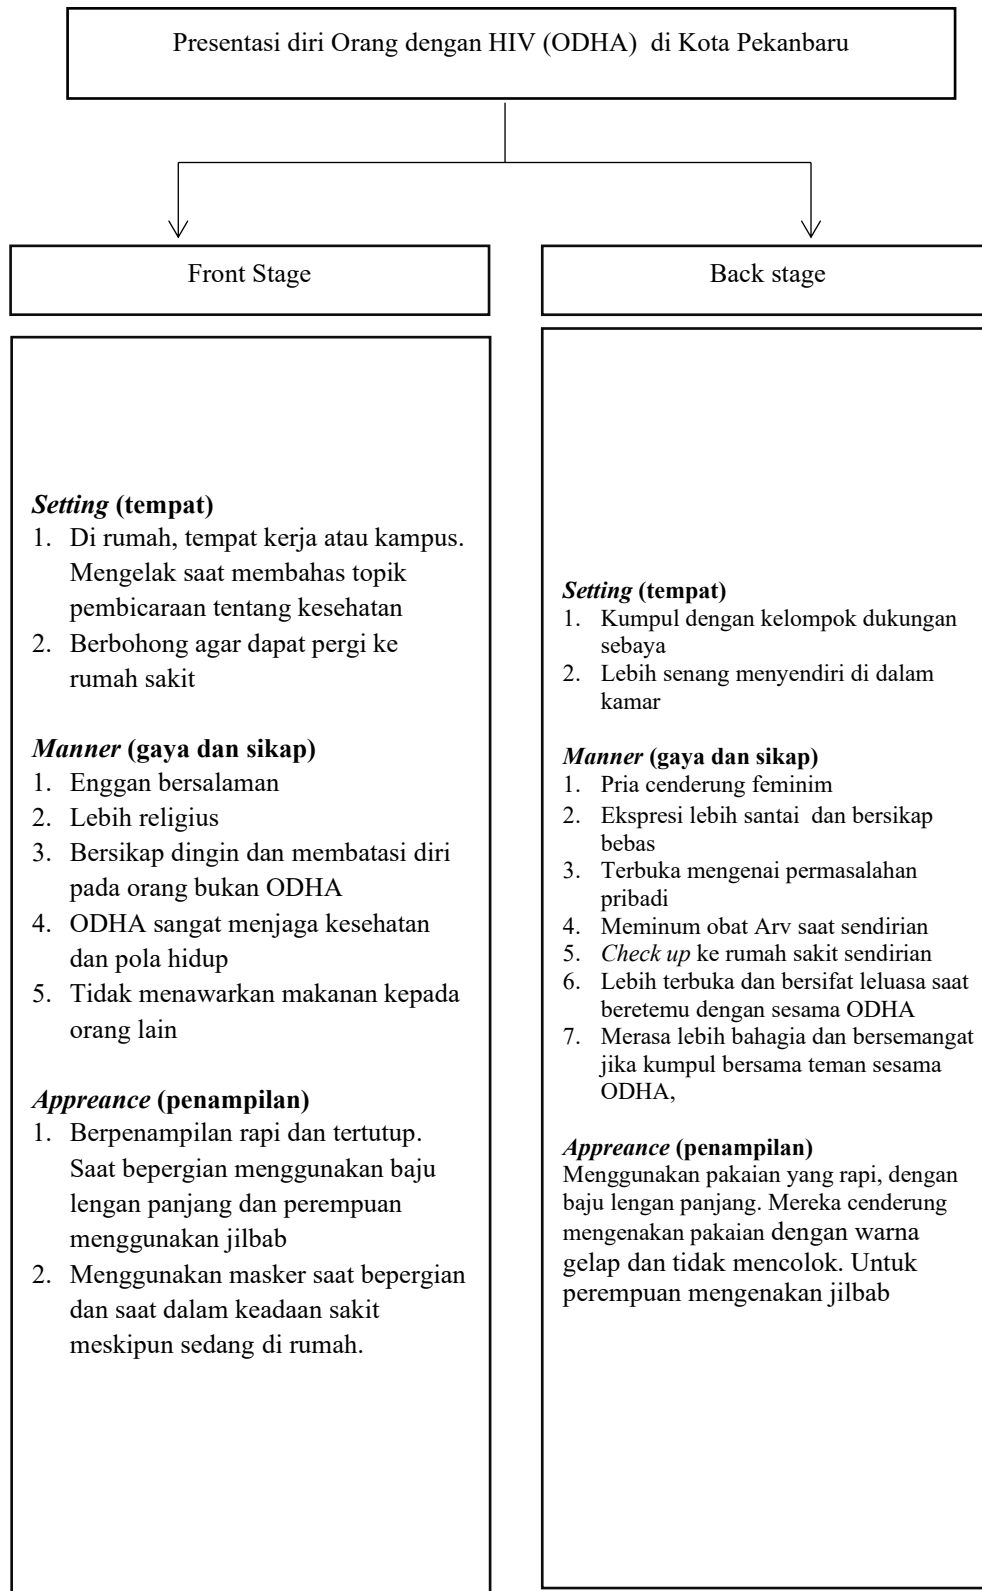 Presentasi diri Orang dengan HIV (ODHA) di Kota Pekanbaru
Front Stage
Back stage
Setting (tempat)
1. Di rumah, tempat kerja atau kampus.
Mengelak saat membahas topik
pembicaraan tentang kesehatan
2. Berbohong agar dapat pergi ke
rumah sakit
Manner (gaya dan sikap)
1. Enggan bersalaman
2. Lebih religius
3. Bersikap dingin dan membatasi diri
pada orang bukan ODHA
4. ODHA sangat menjaga kesehatan
dan pola hidup
5. Tidak menawarkan makanan kepada
orang lain
Appreance (penampilan)
1. Berpenampilan rapi dan tertutup.
Saat bepergian menggunakan baju
lengan panjang dan perempuan
menggunakan jilbab
2. Menggunakan masker saat bepergian
dan saat dalam keadaan sakit
meskipun sedang di rumah.
Setting (tempat)
1. Kumpul dengan kelompok dukungan
sebaya
2. Lebih senang menyendiri di dalam
kamar
Manner (gaya dan sikap)
1. Pria cenderung feminim
2. Ekspresi lebih santai dan bersikap
bebas
3. Terbuka mengenai permasalahan
pribadi
4. Meminum obat Arv saat sendirian
5. Check up ke rumah sakit sendirian
6. Lebih terbuka dan bersifat leluasa saat
beretemu dengan sesama ODHA
7. Merasa lebih bahagia dan bersemangat
jika kumpul bersama teman sesama
ODHA,
Appreance (penampilan)
Menggunakan pakaian yang rapi, dengan
baju lengan panjang. Mereka cenderung
mengenakan pakaian dengan warna
gelap dan tidak mencolok. Untuk
perempuan mengenakan jilbab